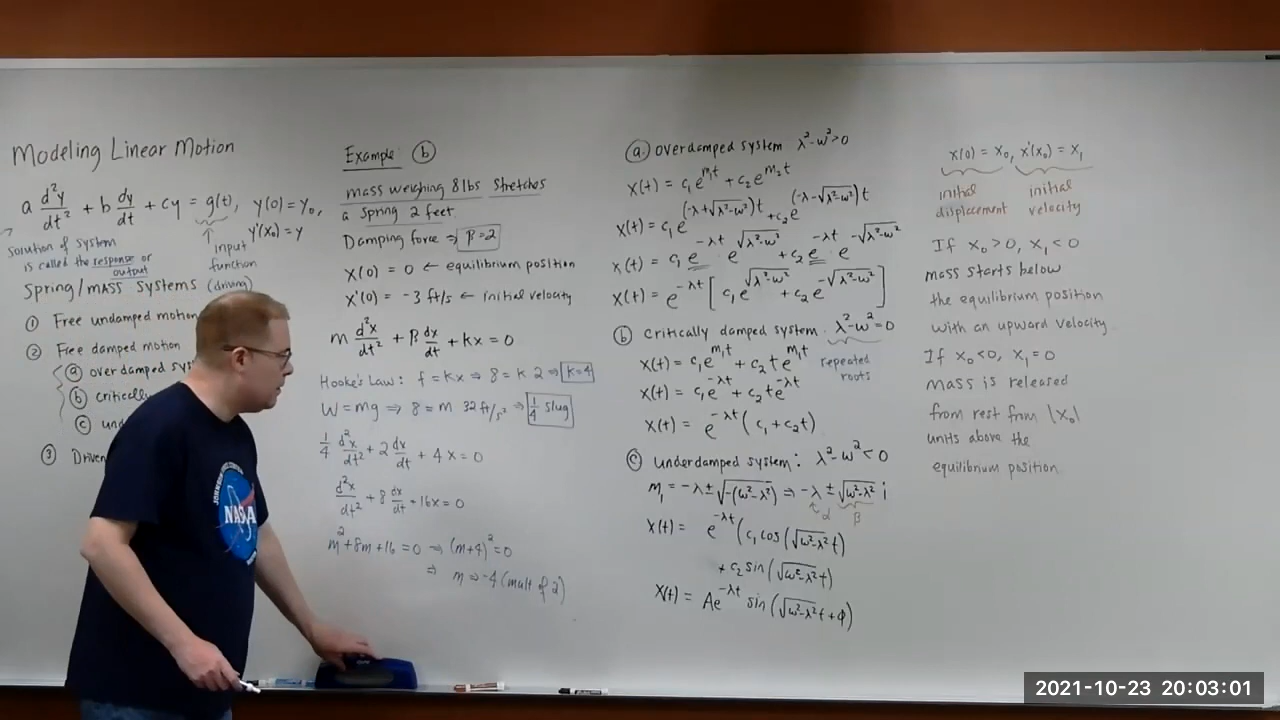 Modeling Linear Motion
a d²y/dt² + b dy/dt + cy = g(t), y(0) = y₀,
y'(x₀) = y
Solution of system
is called the response or
output
input
function
(driving)
Spring/mass systems
① Free undamped motion
② Free damped motion
ⓐ overdamped sys
ⓑ critically
ⓒ und
③ Driven
Example ⓑ
mass weighing 8 lbs stretches
a spring 2 feet.
Damping force ⇒ β=2
x(0) = 0 ← equilibrium position
x'(0) = -3 ft/s ← initial velocity
m d²x/dt² + β dx/dt + kx = 0
Hooke's Law: f = kx ⇒ 8 = k 2 ⇒ k=4
W = mg ⇒ 8 = m 32 ft/s² ⇒ 1/4 slug
1/4 d²x/dt² + 2 dx/dt + 4x = 0
d²x/dt² + 8 dx/dt + 16x = 0
m² + 8m + 16 = 0 ⇒ (m+4)² = 0
⇒ m = -4 (mult of 2)
ⓐ overdamped system λ²-ω²>0
x(t) = c₁e^(m₁t) + c₂e^(m₂t)
x(t) = c₁e^((-λ+√(λ²-ω²))t) + c₂e^((-λ-√(λ²-ω²))t)
x(t) = c₁e^(-λt) e^(√(λ²-ω²)) + c₂e^(-λt) e^(-√(λ²-ω²))
x(t) = e^(-λt)[c₁e^(√(λ²-ω²)) + c₂e^(-√(λ²-ω²))]
ⓑ critically damped system λ²-ω²=0
x(t) = c₁e^(m₁t) + c₂te^(m₁t)
repeated
roots
x(t) = c₁e^(-λt) + c₂te^(-λt)
x(t) = e^(-λt)(c₁ + c₂t)
ⓒ underdamped system: λ²-ω²<0
m₁ = -λ±√(-(ω²-λ²)) ⇒ -λ ± √(ω²-λ²) i
α β
x(t) = e^(-λt)(c₁cos(√(ω²-λ²)t)
+ c₂sin(√(ω²-λ²)t)
x(t) = Ae^(-λt) sin(√(ω²-λ²)t+φ)
x(0) = x₀, x'(x₀) = x₁
initial initial
displacement velocity
If x₀>0, x₁<0
mass starts below
the equilibrium position
with an upward velocity
If x₀<0, x₁=0
mass is released
from rest from |x₀|
units above the
equilibrium position
NASA
2021-10-23 20:03:01